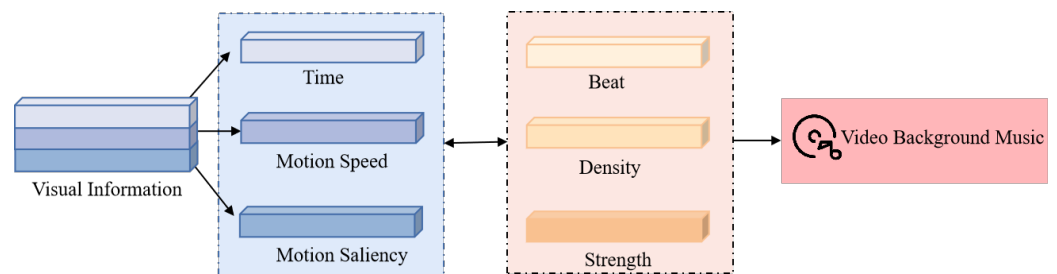 Visual Information
Time
Motion Speed
Motion Saliency
Beat
Density
Strength
Video Background Music